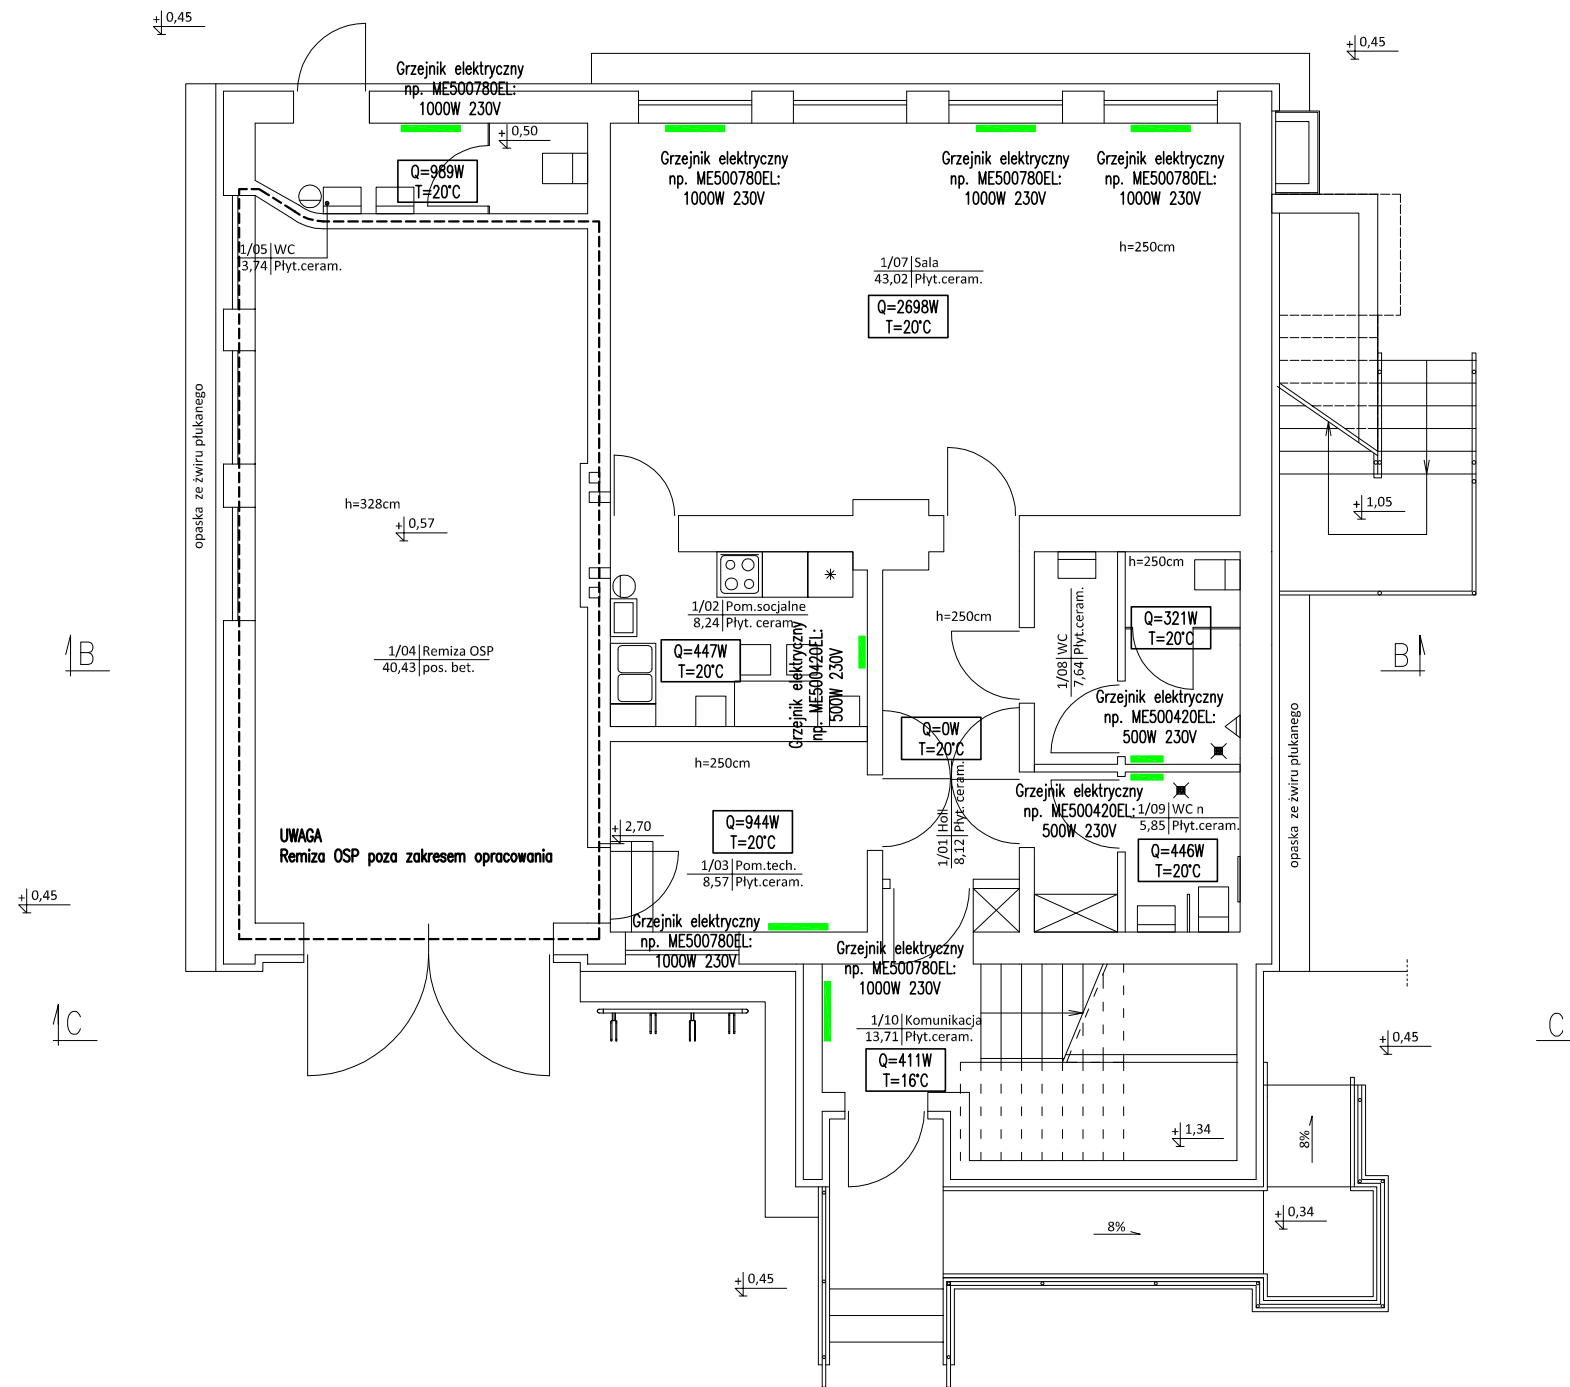 + 0,45
+ 0,45
Grzejnik elektryczny
np. ME500780EL:
1000W 230V
+ 0,50
Q=989W
T=20°C
1/05 WC
3,74 Płyt.ceram.
Grzejnik elektryczny
np. ME500780EL:
1000W 230V
Grzejnik elektryczny
np. ME500780EL:
1000W 230V
Grzejnik elektryczny
np. ME500780EL:
1000W 230V
h=250cm
1/07 Sala
43,02 Płyt.ceram.
Q=2698W
T=20°C
opaska ze żwiru płukanego
h=328cm
+ 0,57
+ 1,05
1/04 Remiza OSP
40,43 pos. bet.
1/02 Pom.socjalne
8,24 Płyt. ceram.
Q=447W
T=20°C
Grzejnik elektryczny
np. ME500420EL:
500W 230V
h=250cm
h=250cm
1/08 WC
7,64 Płyt.ceram.
Q=321W
T=20°C
Grzejnik elektryczny
np. ME500420EL:
500W 230V
B
B
Q=0W
T=20°C
1/01 Holl
8,12 Płyt. ceram.
h=250cm
Q=944W
T=20°C
1/03 Pom.tech.
8,57 Płyt.ceram.
+ 2,70
Grzejnik elektryczny
np. ME500420EL:
500W 230V
1/09 WC n
5,85 Płyt.ceram.
Q=446W
T=20°C
opaska ze żwiru płukanego
UWAGA
Remiza OSP poza zakresem opracowania
+ 0,45
Grzejnik elektryczny
np. ME500780EL:
1000W 230V
Grzejnik elektryczny
np. ME500780EL:
1000W 230V
1/10 Komunikacja
13,71 Płyt.ceram.
Q=411W
T=16°C
C
C
+ 0,45
+ 1,34
8%
+ 0,34
8%
+ 0,45